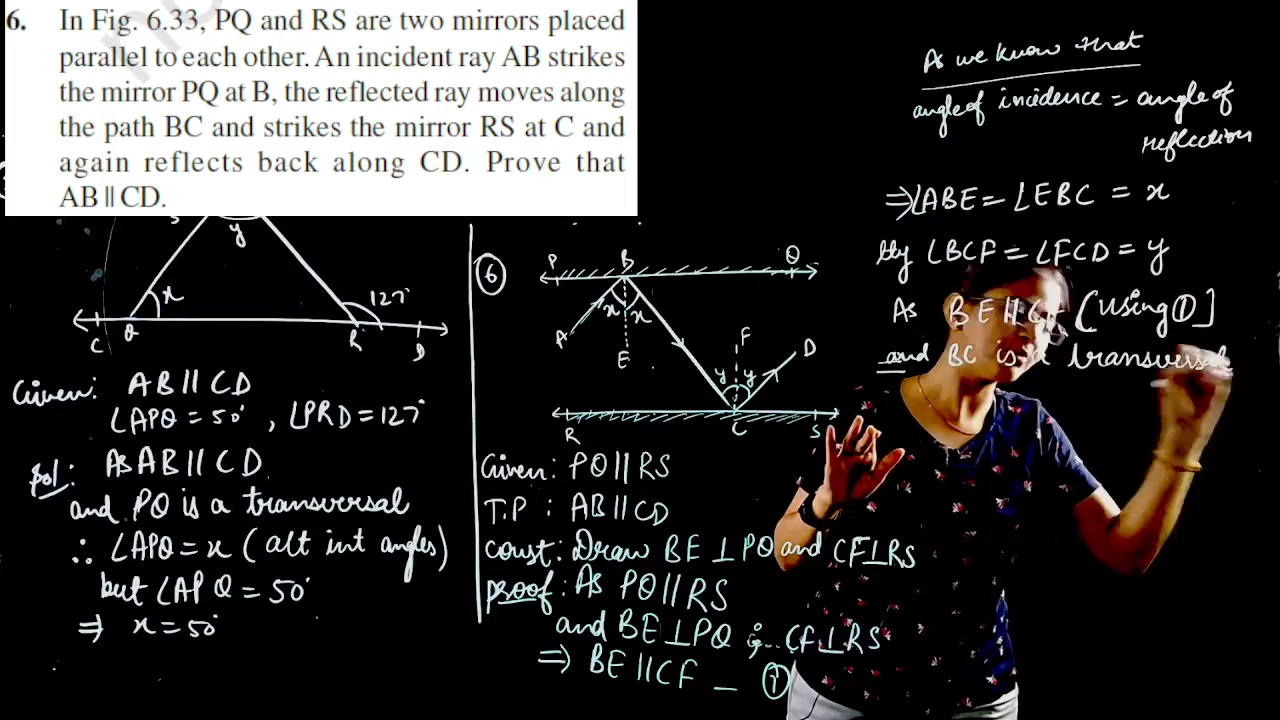 6. In Fig. 6.33, PQ and RS are two mirrors placed
parallel to each other. An incident ray AB strikes
the mirror PQ at B, the reflected ray moves along
the path BC and strikes the mirror RS at C and
again reflects back along CD. Prove that
AB || CD.
y
x
127°
C
Q
R
D
Given: AB || CD
∠APQ = 50°, ∠PRD = 127°
Sol: As AB || CD
and PQ is a transversal
∴ ∠APQ = x (alt int angles)
but ∠APQ = 50°
⇒ x = 50°
6
P
B
Q
x
x
A
E
F
D
y
y
R
C
S
Given: PQ || RS
T.P : AB || CD
const: Draw BE ⊥ PQ and CF ⊥ RS
proof: As PQ || RS
and BE ⊥ PQ ; CF ⊥ RS
⇒ BE || CF _ ①
As we know that
angle of incidence = angle of
reflection
⇒ ∠ABE = ∠EBC = x
lly ∠BCF = ∠FCD = y
As BE || CF [Using ①]
and BC is a transversal